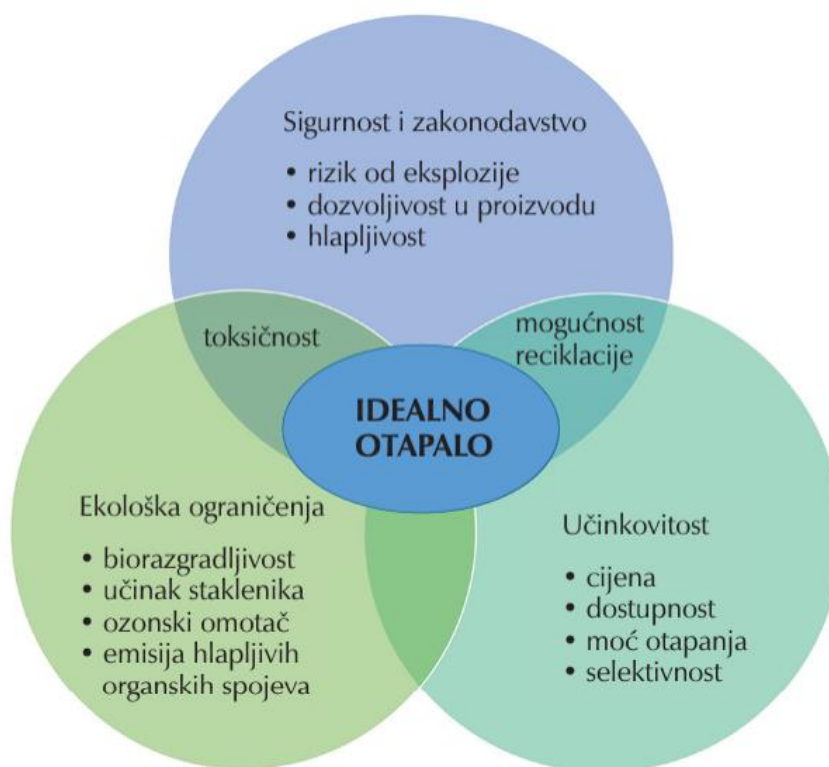 Sigurnost i zakonodavstvo
• rizik od eksplozije
• dozvoljivost u proizvodu
• hlapljivost
toksičnost
mogućnost
reciklacije
IDEALNO
OTAPALO
Ekološka ograničenja
• biorazgradljivost
• učinak staklenika
• ozonski omotač
• emisija hlapljivih
organskih spojeva
Učinkovitost
• cijena
• dostupnost
• moć otapanja
• selektivnost